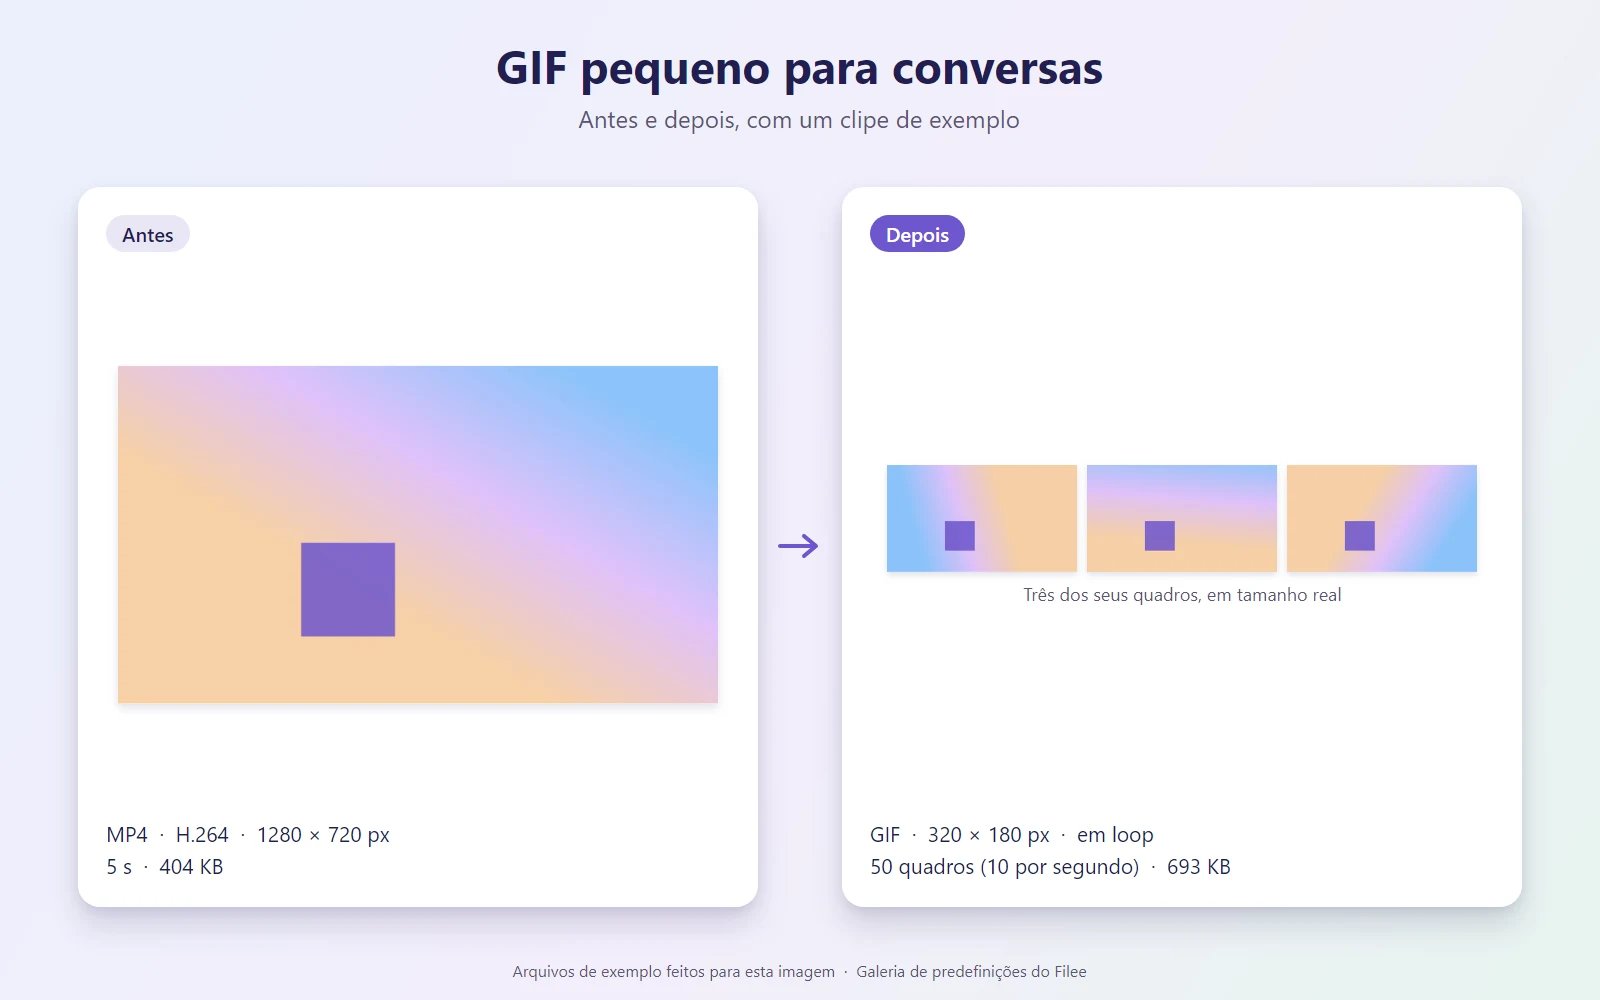 GIF pequeno para conversas
Antes e depois, com um clipe de exemplo
Antes
MP4 · H.264 · 1280 × 720 px
5 s · 404 KB
Depois
Três dos seus quadros, em tamanho real
GIF · 320 × 180 px · em loop
50 quadros (10 por segundo) · 693 KB
Arquivos de exemplo feitos para esta imagem · Galeria de predefinições do Filee